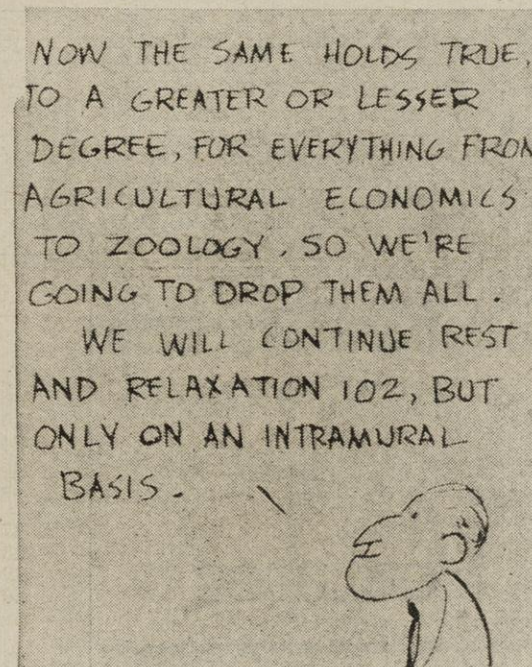 NOW THE SAME HOLDS TRUE,
TO A GREATER OR LESSER
DEGREE, FOR EVERYTHING FROM
AGRICULTURAL ECONOMICS
TO ZOOLOGY. SO WE'RE
GOING TO DROP THEM ALL.
WE WILL CONTINUE REST
AND RELAXATION 102, BUT
ONLY ON AN INTRAMURAL
BASIS.